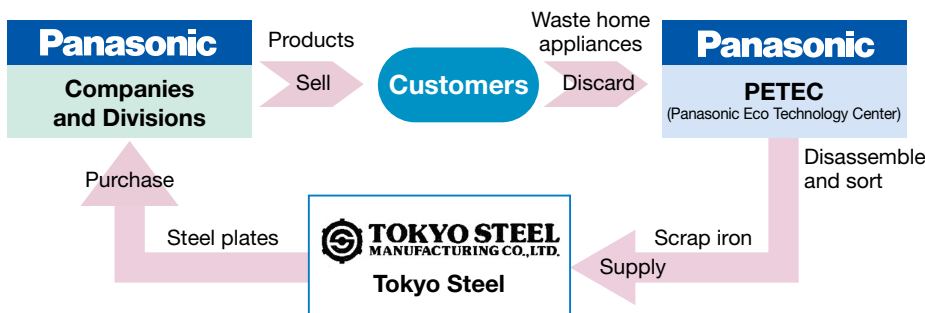 Panasonic
Companies
and Divisions
Products
Sell
Customers
Waste home
appliances
Discard
Panasonic
PETEC
(Panasonic Eco Technology Center)
Disassemble
and sort
Scrap iron
Supply
TOKYO STEEL
MANUFACTURING CO.,LTD.
Tokyo Steel
Steel plates
Purchase